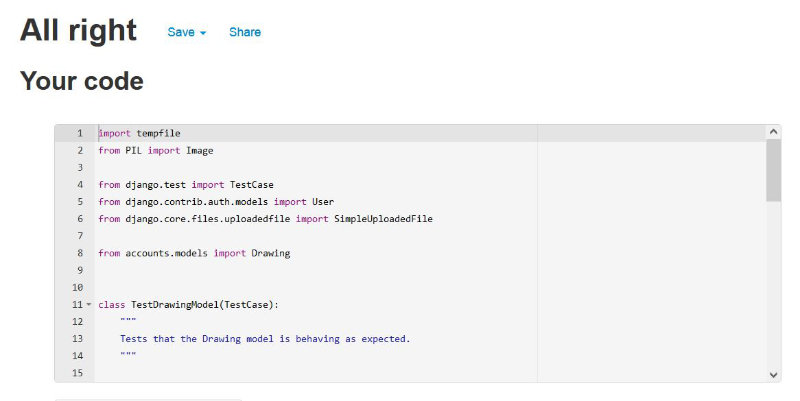 All right Save Share
Your code
1 import tempfile
2 from PIL import Image
3
4 from django.test import TestCase
5 from django.contrib.auth.models import User
6 from django.core.files.uploadedfile import SimpleUploadedFile
7
8 from accounts.models import Drawing
9
10
11 class TestDrawingModel(TestCase):
12     """
13     Tests that the Drawing model is behaving as expected.
14     """
15